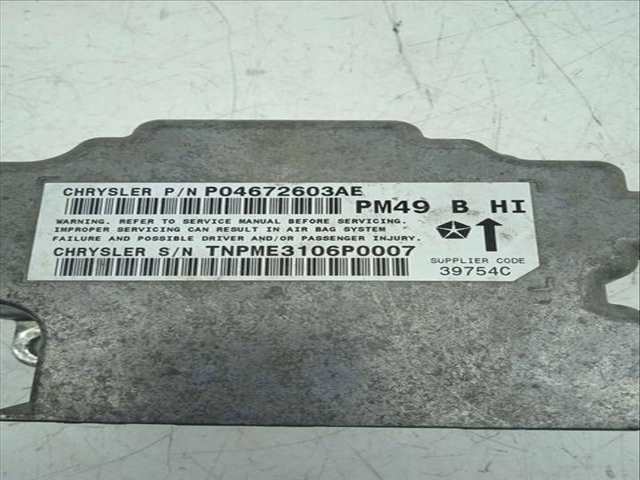 CHRYSLER P/N P04672603AE
PM49 B HI
WARNING. REFER TO SERVICE MANUAL BEFORE SERVICING.
IMPROPER SERVICING CAN RESULT IN AIR BAG SYSTEM
FAILURE AND POSSIBLE DRIVER AND/OR PASSENGER INJURY.
CHRYSLER S/N TNPME3106P0007
SUPPLIER CODE
39754C